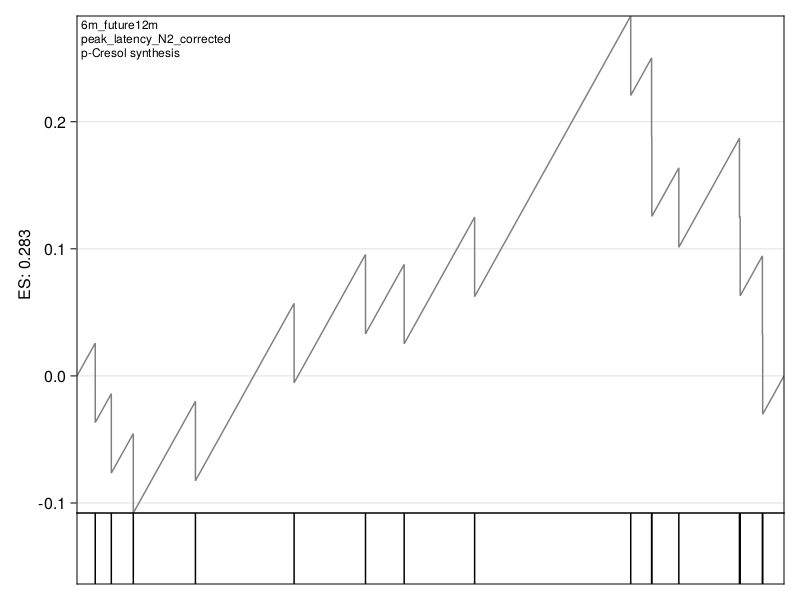 6m_future12m
peak_latency_N2_corrected
p-Cresol synthesis
ES: 0.283
0.2
0.1
0.0
-0.1